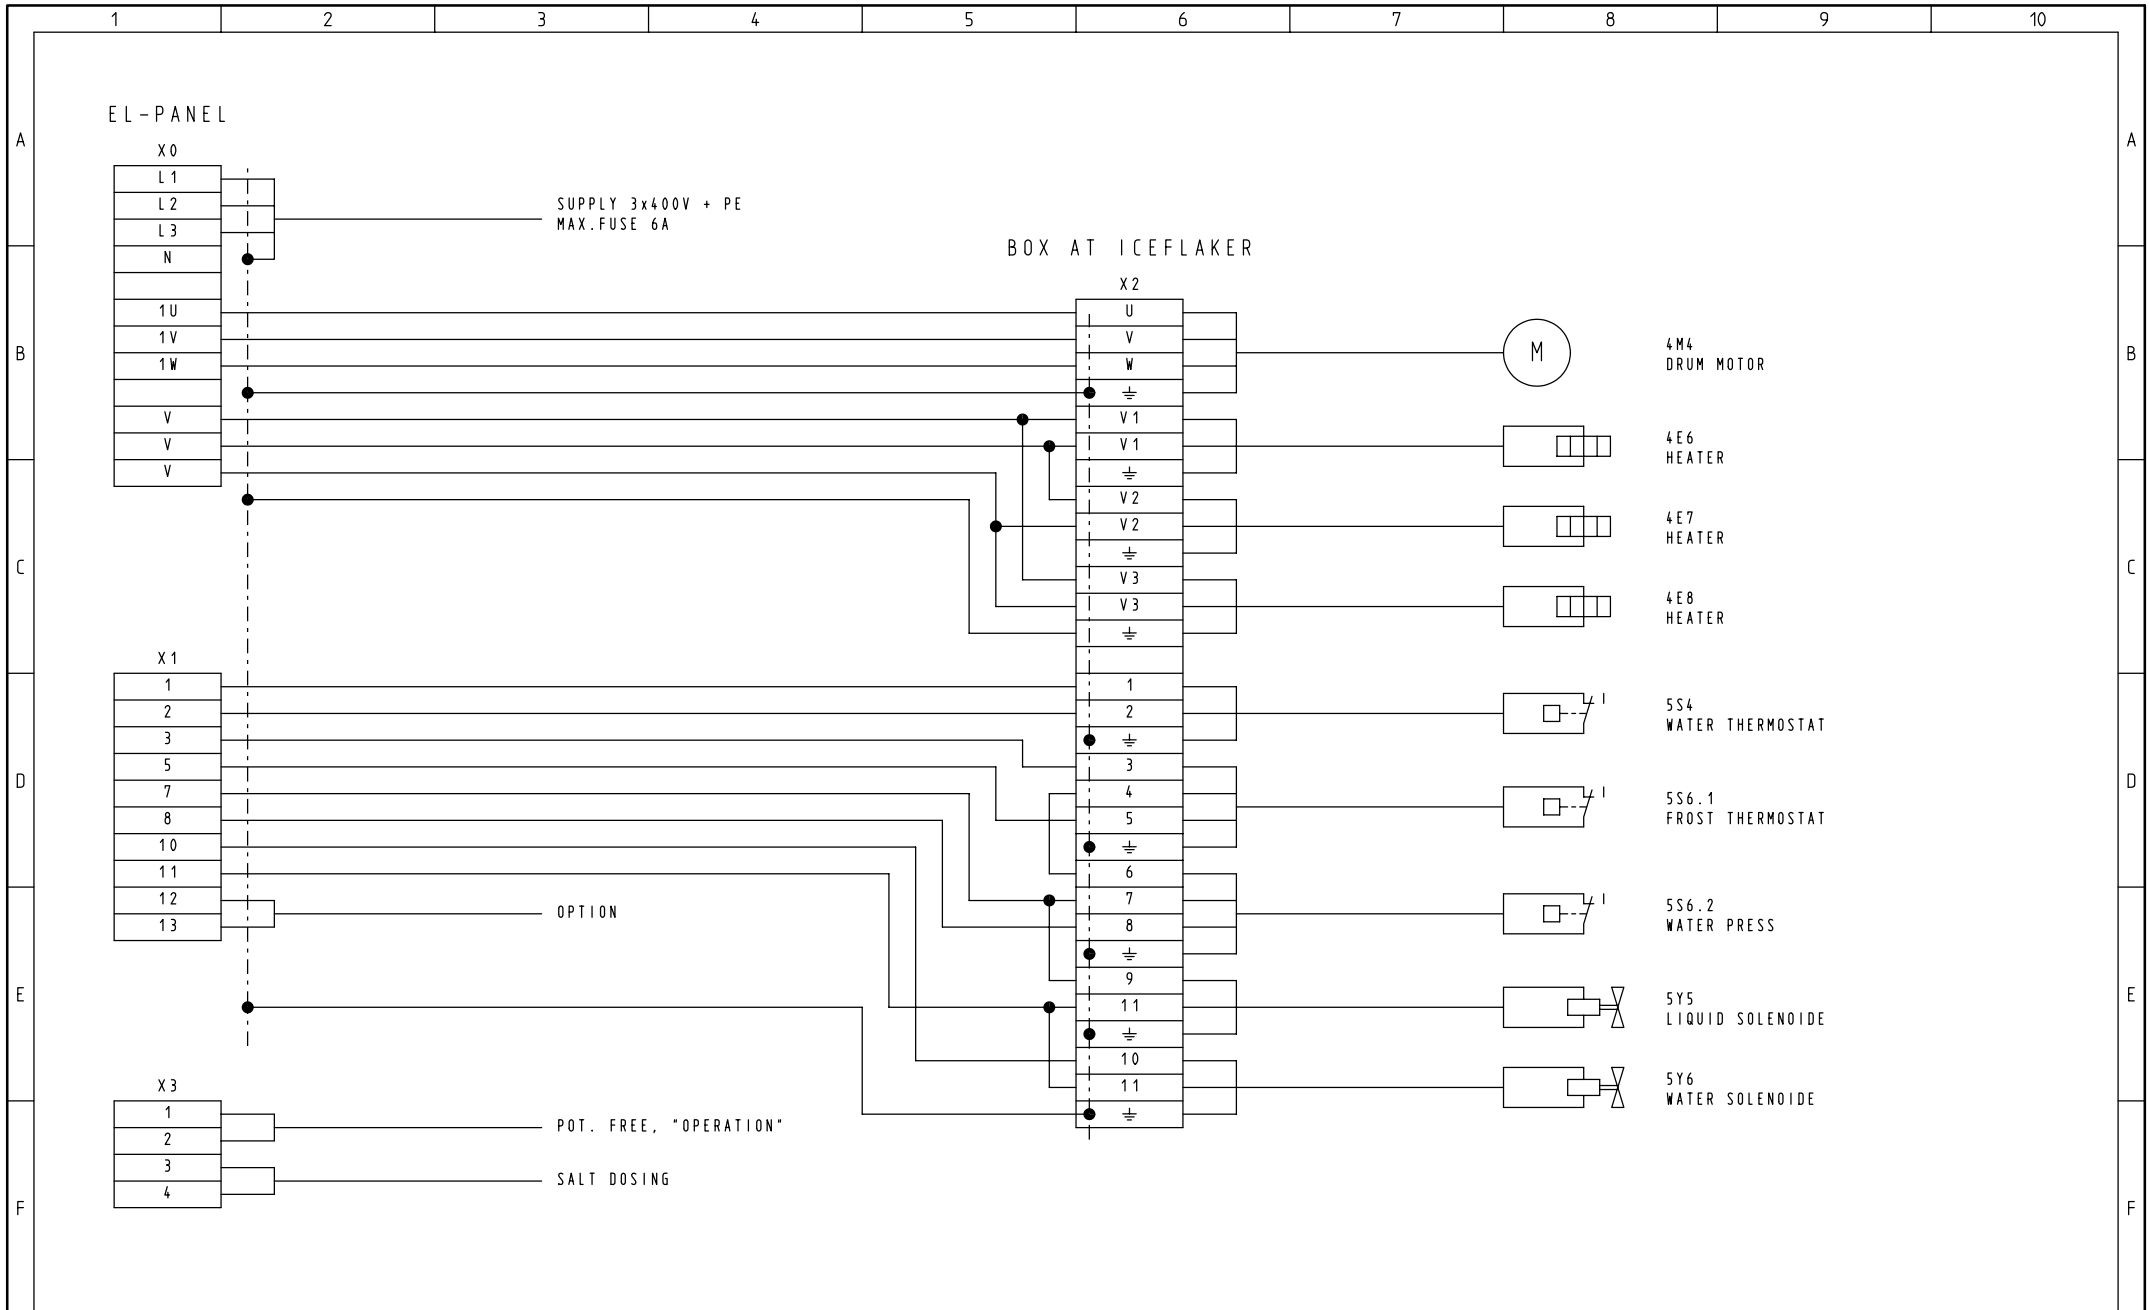 1 2 3 4 5 6 7 8 9 10
A A
B B
C C
D D
E E
F F
EL-PANEL
X0
L1
L2
L3
N
1U
1V
1W
V
V
V
SUPPLY 3x400V + PE
MAX.FUSE 6A
X1
1
2
3
5
7
8
10
11
12
13
OPTION
X3
1
2
3
4
POT. FREE, "OPERATION"
SALT DOSING
BOX AT ICEFLAKER
X2
U
V
W
V1
V1
V2
V2
V3
V3
1
2
3
4
5
6
7
8
9
11
10
11
M
4M4
DRUM MOTOR
4E6
HEATER
4E7
HEATER
4E8
HEATER
5S4
WATER THERMOSTAT
5S6.1
FROST THERMOSTAT
5S6.2
WATER PRESS
5Y5
LIQUID SOLENOIDE
5Y6
WATER SOLENOIDE